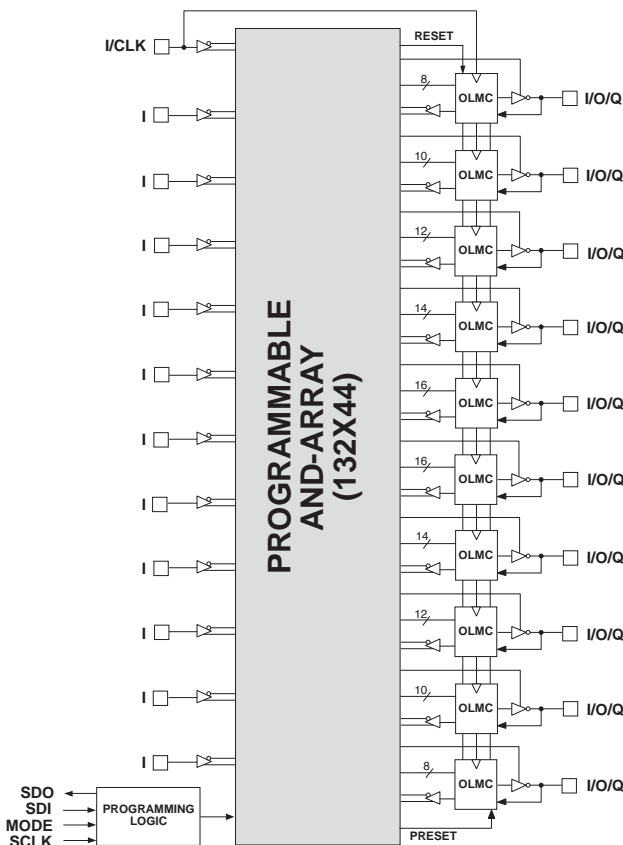 RESET
I/CLK
8
OLMC
I/O/Q
I
10
OLMC
I/O/Q
I
12
OLMC
I/O/Q
I
14
OLMC
I/O/Q
I
PROGRAMMABLE
AND-ARRAY
(132X44)
16
OLMC
I/O/Q
I
16
OLMC
I/O/Q
I
14
OLMC
I/O/Q
I
12
OLMC
I/O/Q
I
10
OLMC
I/O/Q
I
8
OLMC
I/O/Q
I
I
SDO
SDI
MODE
SCLK
PROGRAMMING
LOGIC
PRESET